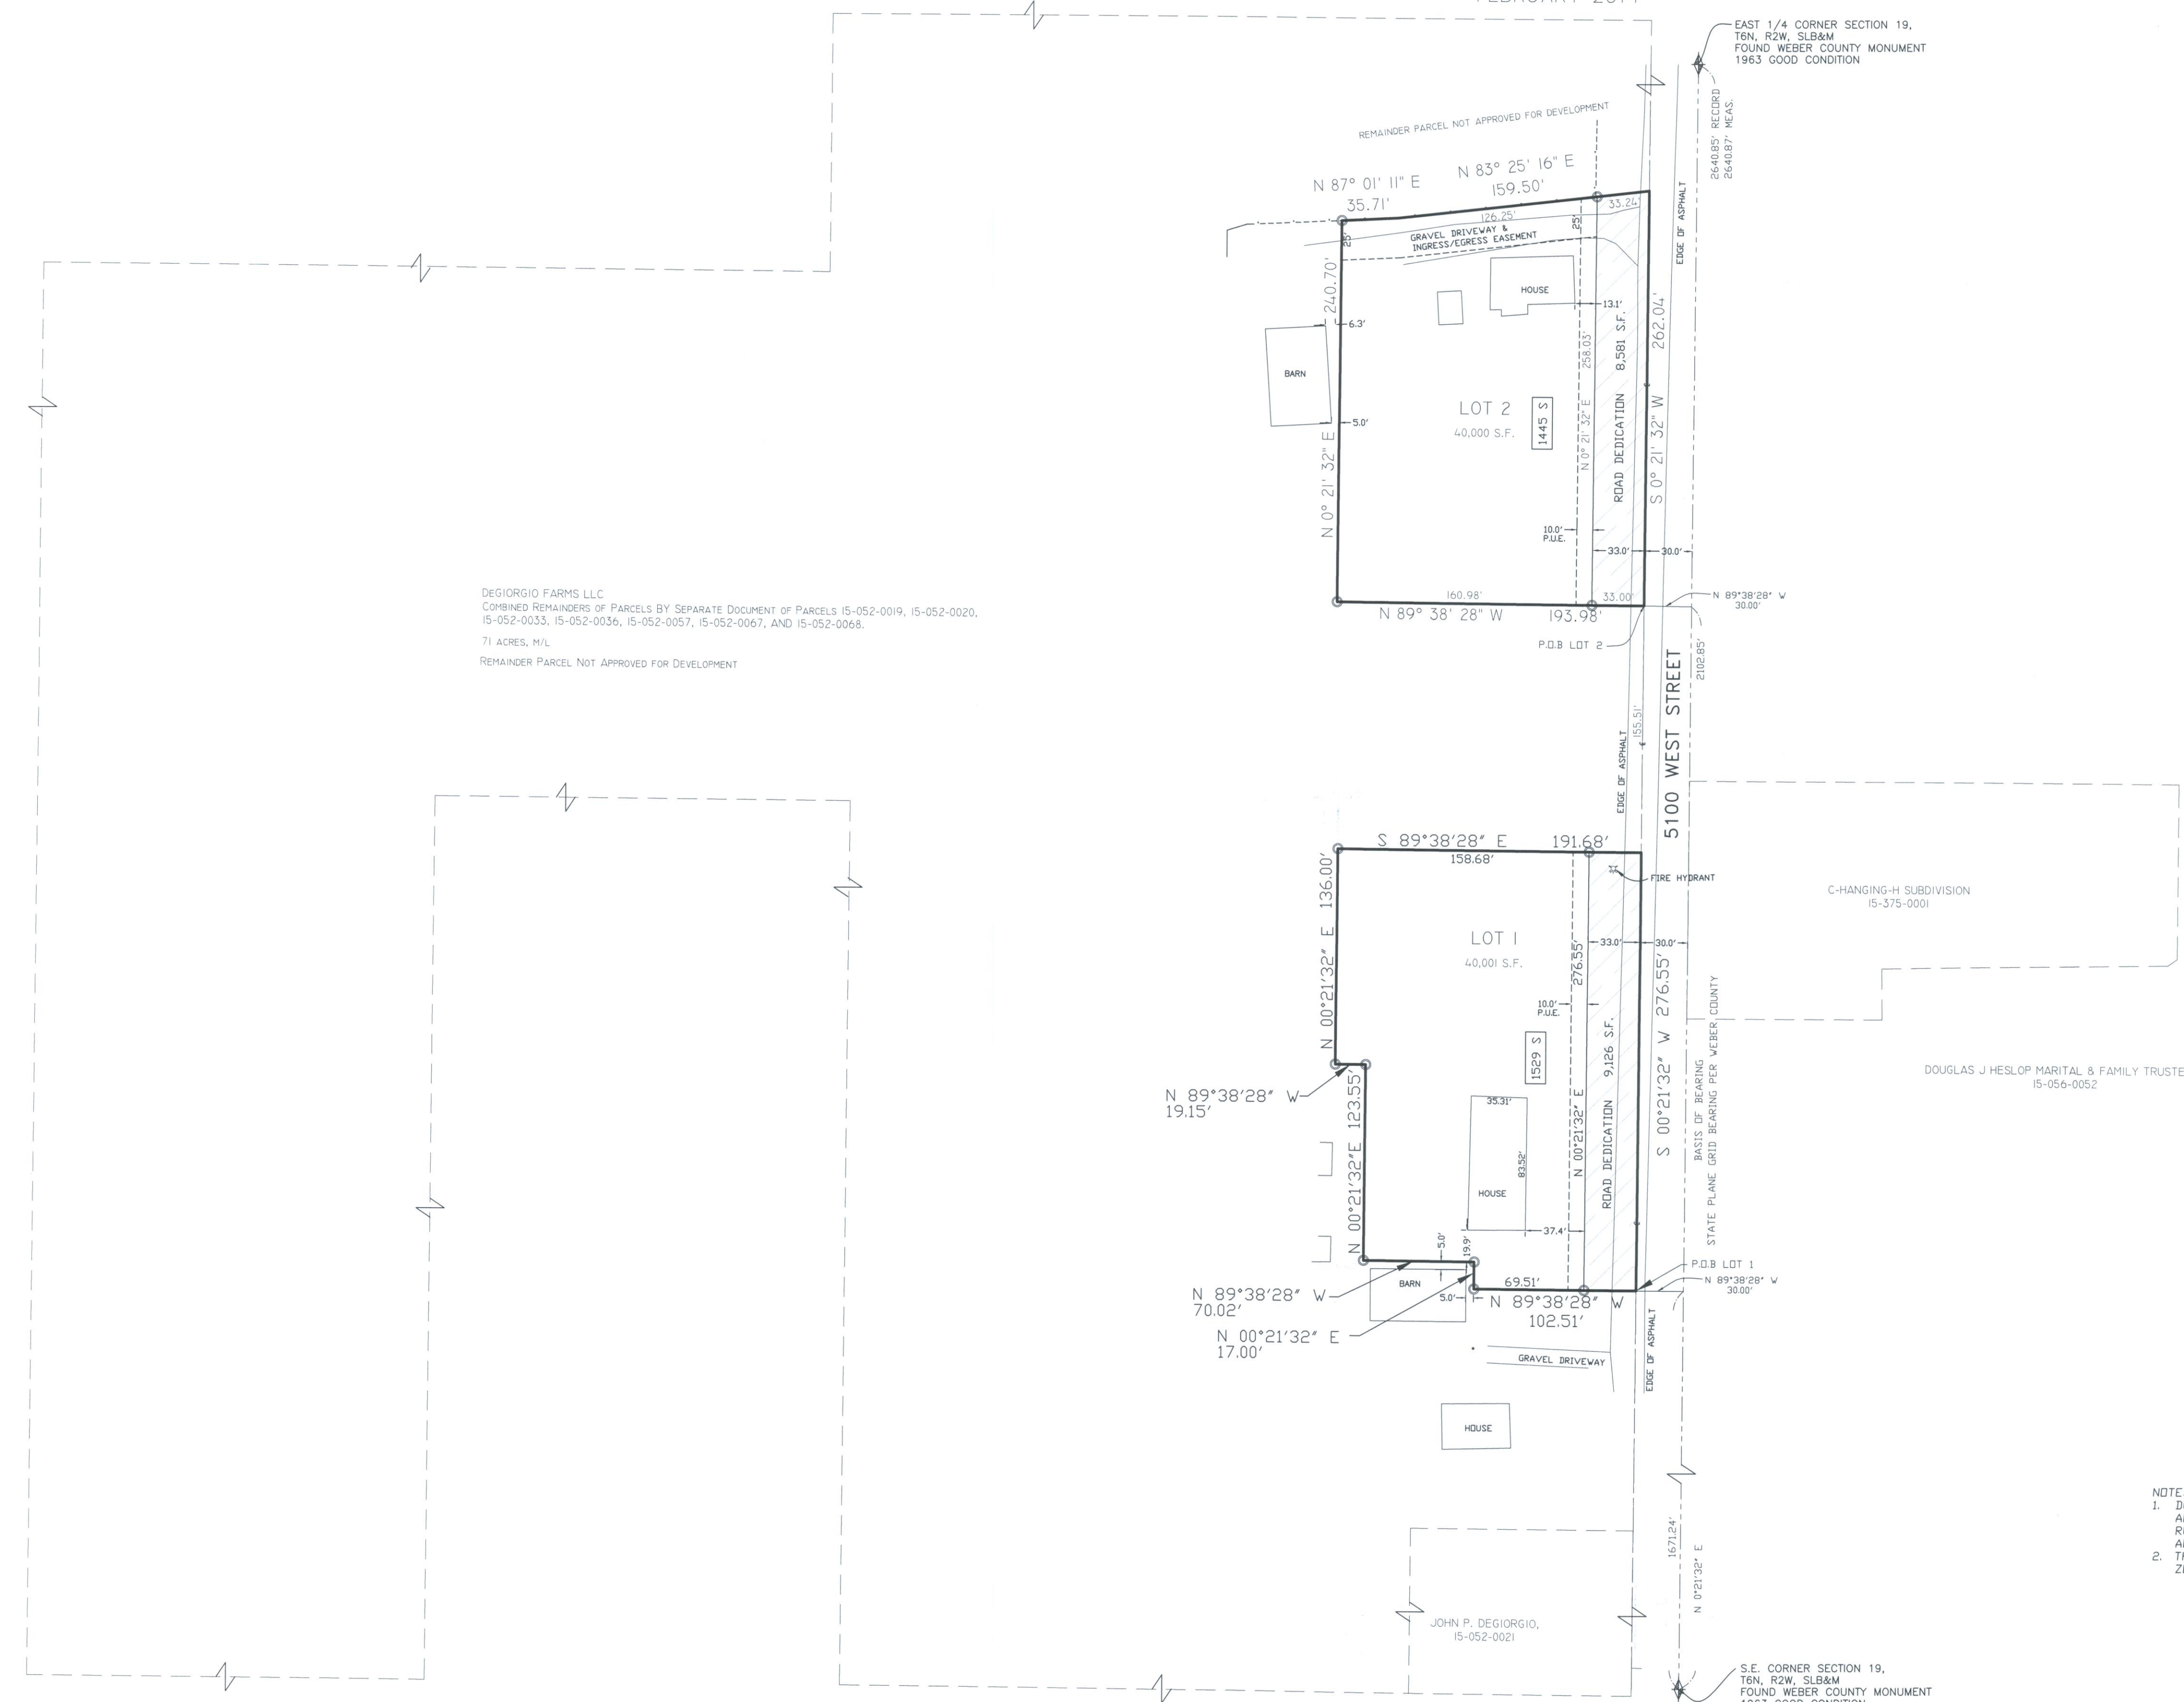 EAST 1/4 CORNER SECTION 19,
T6N, R2W, SLB&M
FOUND WEBER COUNTY MONUMENT
1963 GOOD CONDITION
2640.85' RECORD
2640.87' MEAS.
REMAINDER PARCEL NOT APPROVED FOR DEVELOPMENT
N 87° 01' 11" E
35.71'
N 83° 25' 16" E
159.50'
33.24'
126.25'
25'
25'
GRAVEL DRIVEWAY &
INGRESS/EGRESS EASEMENT
EDGE OF ASPHALT
HOUSE
13.1'
N 0° 21' 32" E 240.70'
6.3'
BARN
5.0'
LOT 2
40,000 S.F.
1445 S
N 0° 21' 32" E 258.03'
ROAD DEDICATION 8,581 S.F.
S 0° 21' 32" W 262.04'
10.0'
P.U.E.
33.0'
30.0'
160.98'
33.00'
N 89° 38' 28" W 193.98'
N 89°38'28" W
30.00'
P.O.B LOT 2
2102.85'
DEGIORGIO FARMS LLC
COMBINED REMAINDERS OF PARCELS BY SEPARATE DOCUMENT OF PARCELS 15-052-0019, 15-052-0020,
15-052-0033, 15-052-0036, 15-052-0057, 15-052-0067, AND 15-052-0068.
71 ACRES, M/L
REMAINDER PARCEL NOT APPROVED FOR DEVELOPMENT
155.51'
EDGE OF ASPHALT
5100 WEST STREET
S 89°38'28" E 191.68'
158.68'
FIRE HYDRANT
C-HANGING-H SUBDIVISION
15-375-0001
N 00°21'32" E 136.00'
LOT 1
40,001 S.F.
33.0'
30.0'
10.0'
P.U.E.
1529 S
N 00°21'32" E 276.55'
ROAD DEDICATION 9,126 S.F.
S 00°21'32" W 276.55'
BASIS OF BEARING
STATE PLANE GRID BEARING PER WEBER COUNTY
DOUGLAS J HESLOP MARITAL & FAMILY TRUSTE
15-056-0052
N 89°38'28" W
19.15'
N 00°21'32"E 123.55'
35.31'
83.52'
HOUSE
37.4'
5.0'
19.9'
BARN
69.51'
5.0'
N 89°38'28" W
102.51'
P.O.B LOT 1
N 89°38'28" W
30.00'
N 89°38'28" W
70.02'
N 00°21'32" E
17.00'
GRAVEL DRIVEWAY
EDGE OF ASPHALT
HOUSE
1671.24'
N 0°21'32" E
NOTE
1. D
2. T
JOHN P. DEGIORGIO,
15-052-0021
S.E. CORNER SECTION 19,
T6N, R2W, SLB&M
FOUND WEBER COUNTY MONUMENT